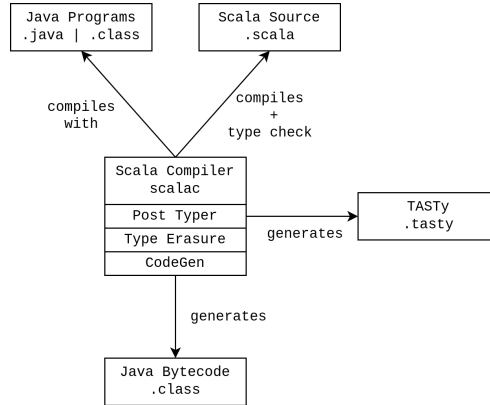 Java Programs
.java | .class
Scala Source
.scala
compiles
with
compiles
+
type check
Scala Compiler
scalac
Post Typer
Type Erasure
CodeGen
generates
TASTy
.tasty
generates
Java Bytecode
.class